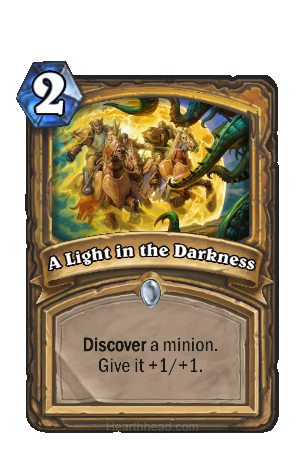 2
A Light in the Darkness
Discover a minion.
Give it +1/+1.
Hearthhead.com